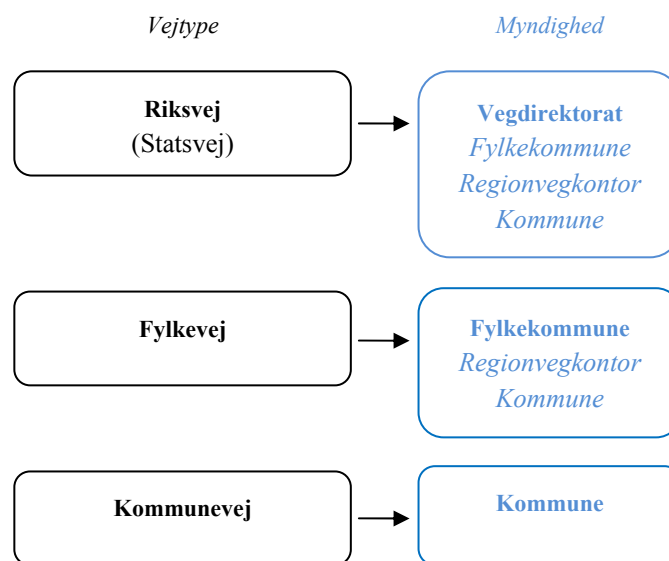 Vejtype
Myndighed
Riksvej
(Statsvej)
Vegdirektorat
Fylkekommune
Regionvegkontor
Kommune
Fylkevej
Fylkekommune
Regionvegkontor
Kommune
Kommunevej
Kommune